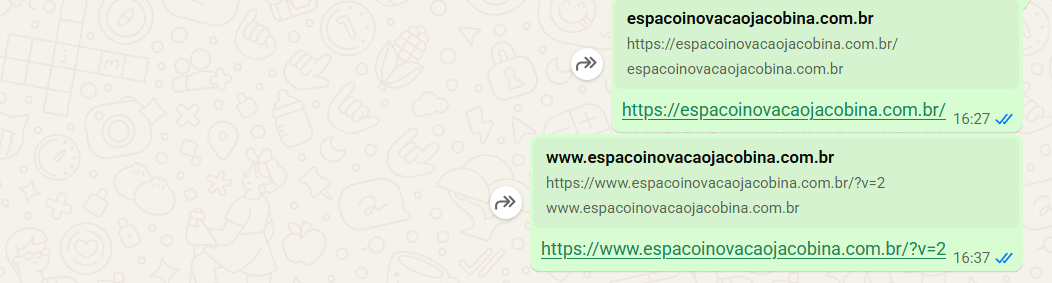 espacoinovacaojacobina.com.br
https://espacoinovacaojacobina.com.br/
espacoinovacaojacobina.com.br
https://espacoinovacaojacobina.com.br/ 16:27
www.espacoinovacaojacobina.com.br
https://www.espacoinovacaojacobina.com.br/?v=2
www.espacoinovacaojacobina.com.br
https://www.espacoinovacaojacobina.com.br/?v=2 16:37